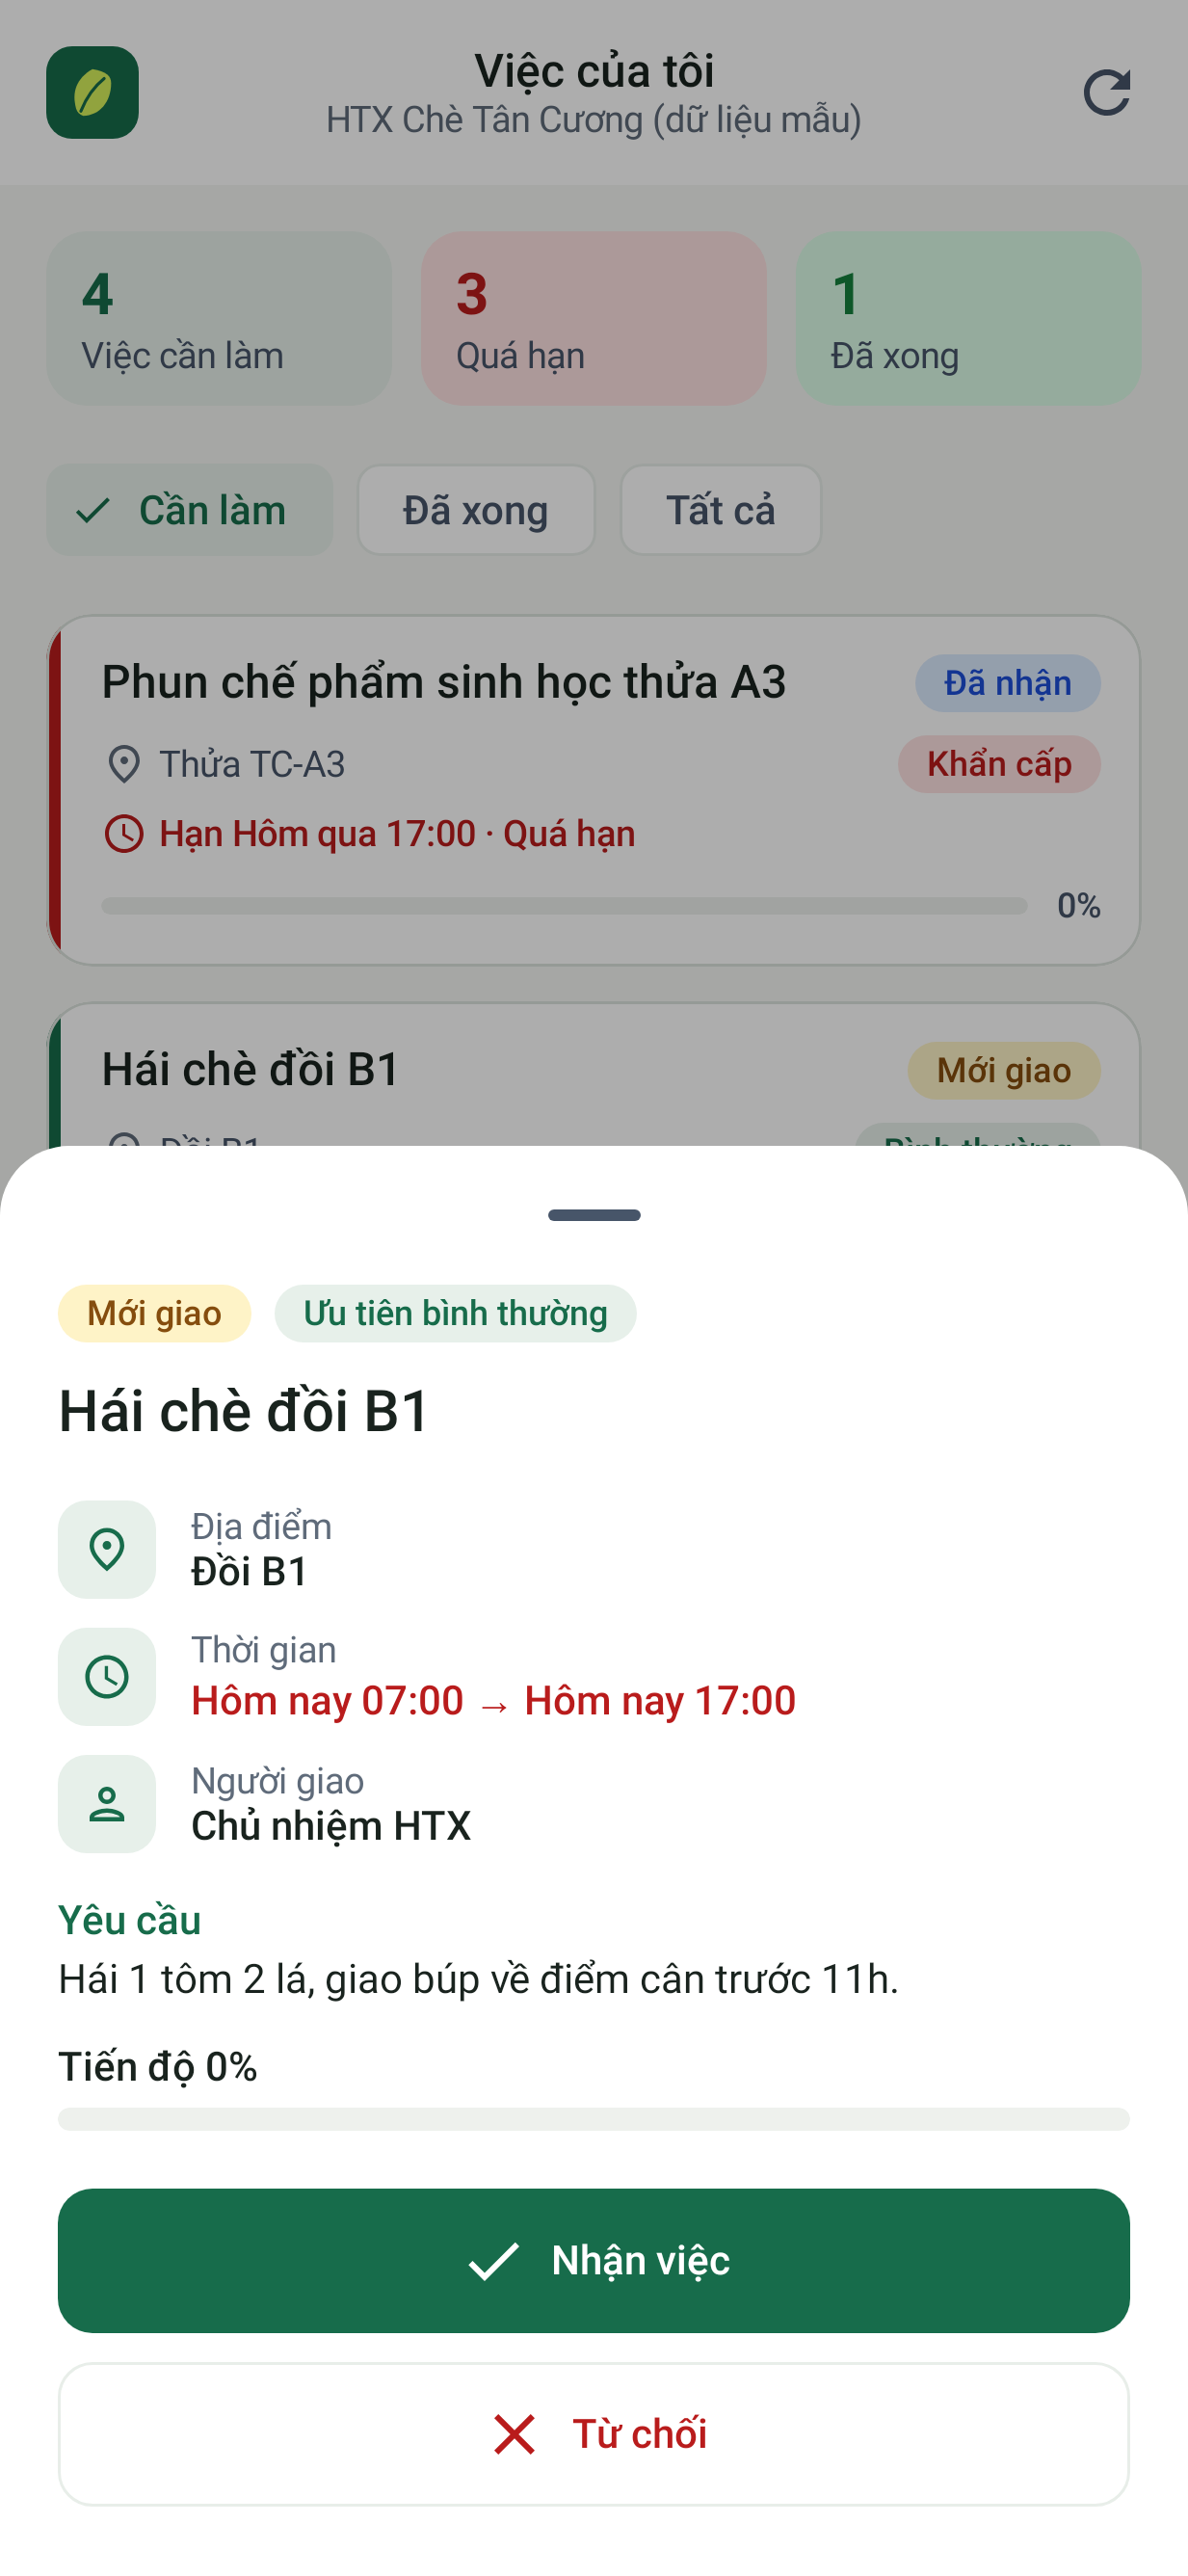 Việc của tôi
HTX Chè Tân Cương (dữ liệu mẫu)
4
Việc cần làm
3
Quá hạn
1
Đã xong
Cần làm
Đã xong
Tất cả
Phun chế phẩm sinh học thửa A3
Đã nhận
Thửa TC-A3
Khẩn cấp
Hạn Hôm qua 17:00 · Quá hạn
0%
Hái chè đồi B1
Mới giao
Đồi B1
Bình thường
Mới giao
Ưu tiên bình thường
Hái chè đồi B1
Địa điểm
Đồi B1
Thời gian
Hôm nay 07:00 → Hôm nay 17:00
Người giao
Chủ nhiệm HTX
Yêu cầu
Hái 1 tôm 2 lá, giao búp về điểm cân trước 11h.
Tiến độ 0%
Nhận việc
Từ chối